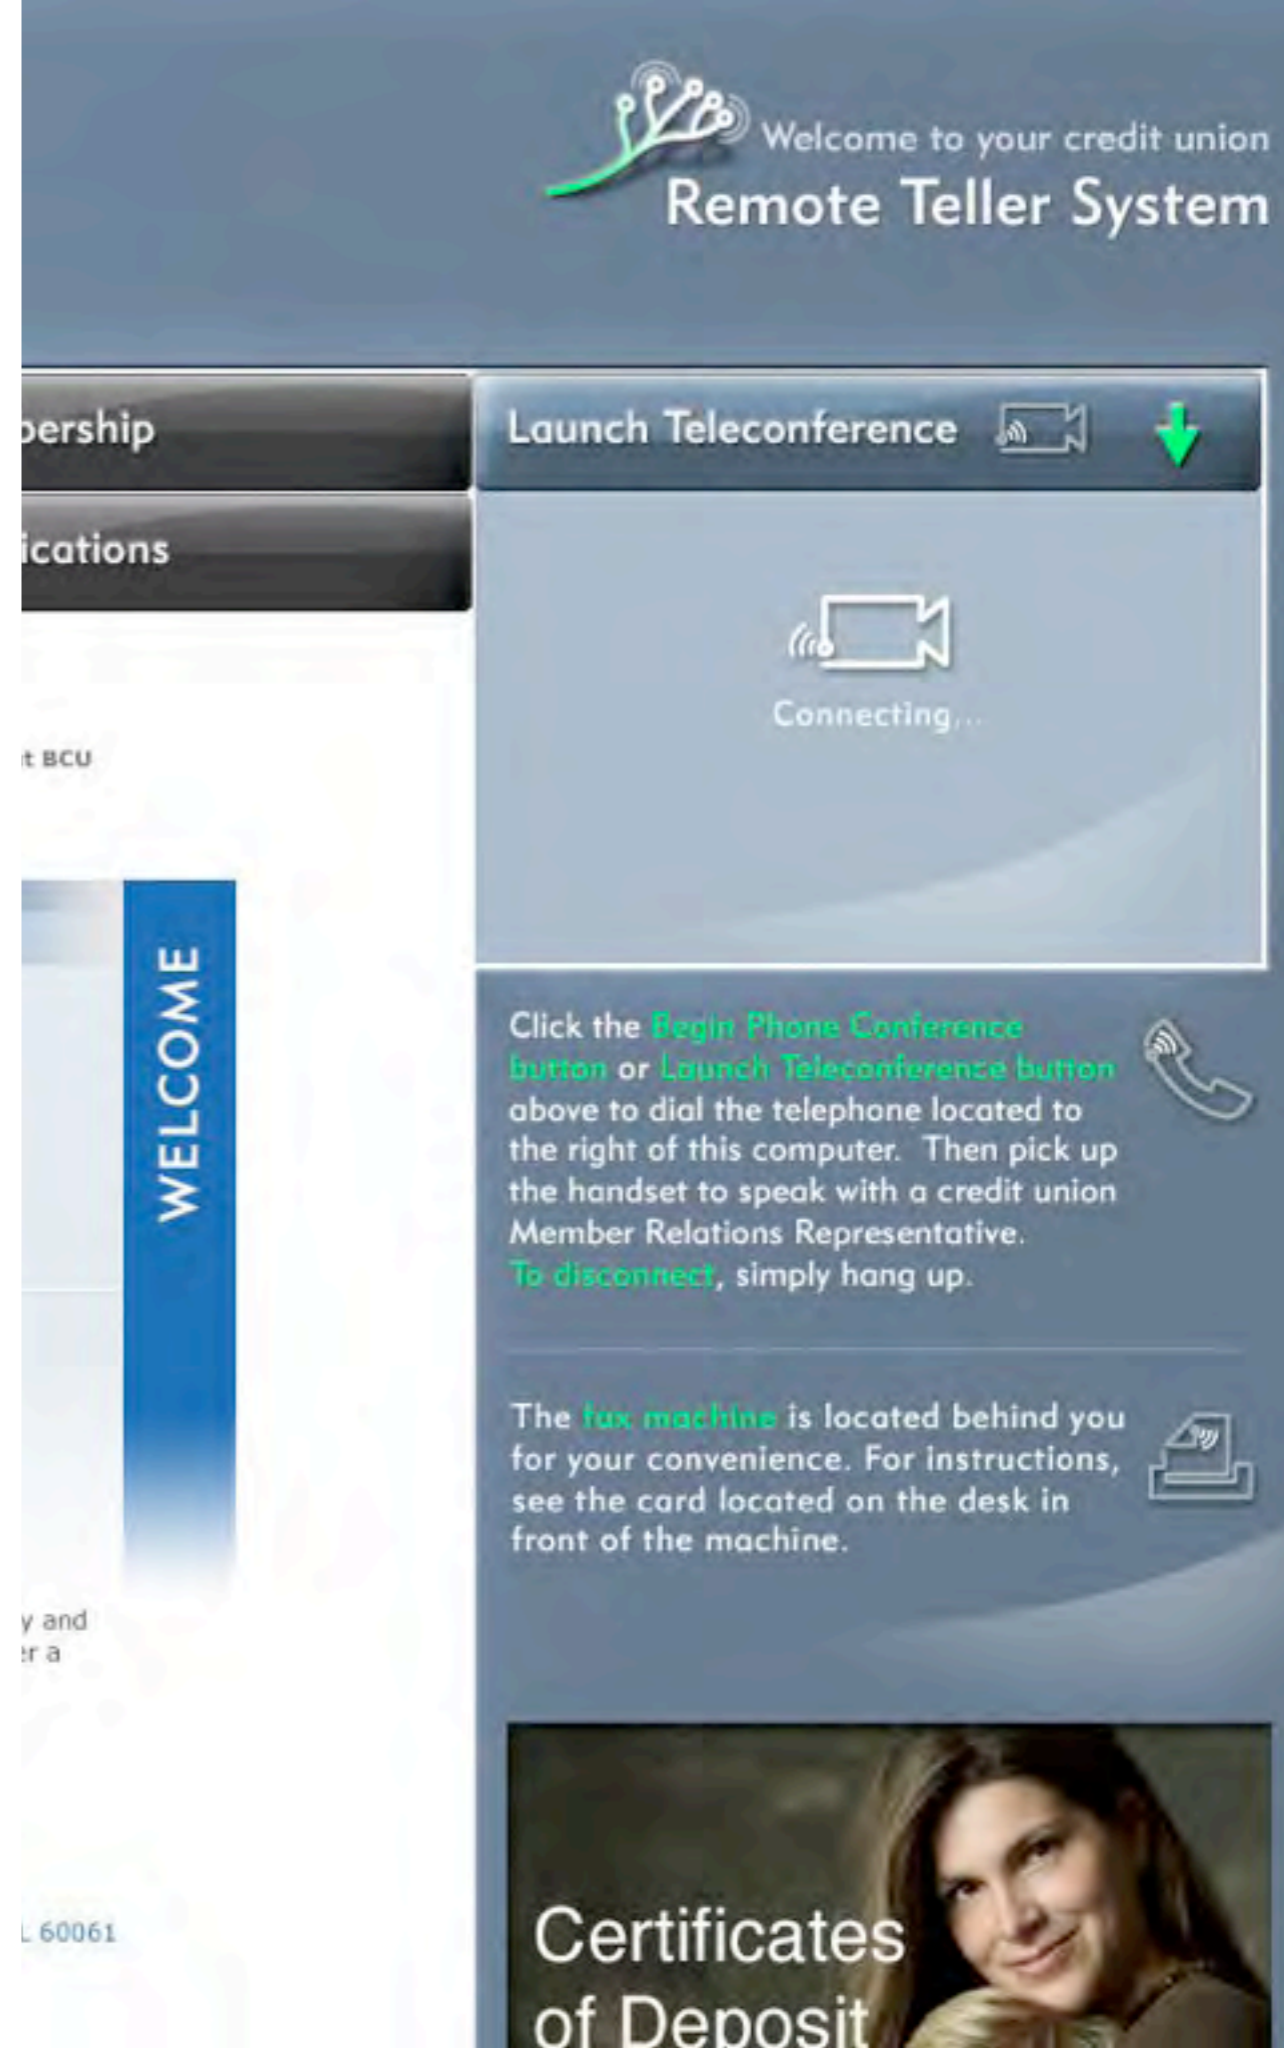 Welcome to your credit union
Remote Teller System
bership
Launch Teleconference
ications
Connecting...
t BCU
WELCOME
Click the Begin Phone Conference
button or Launch Teleconference button
above to dial the telephone located to
the right of this computer. Then pick up
the handset to speak with a credit union
Member Relations Representative.
To disconnect, simply hang up.
The fax machine is located behind you
for your convenience. For instructions,
see the card located on the desk in
front of the machine.
y and
er a
L 60061
Certificates
of Deposit